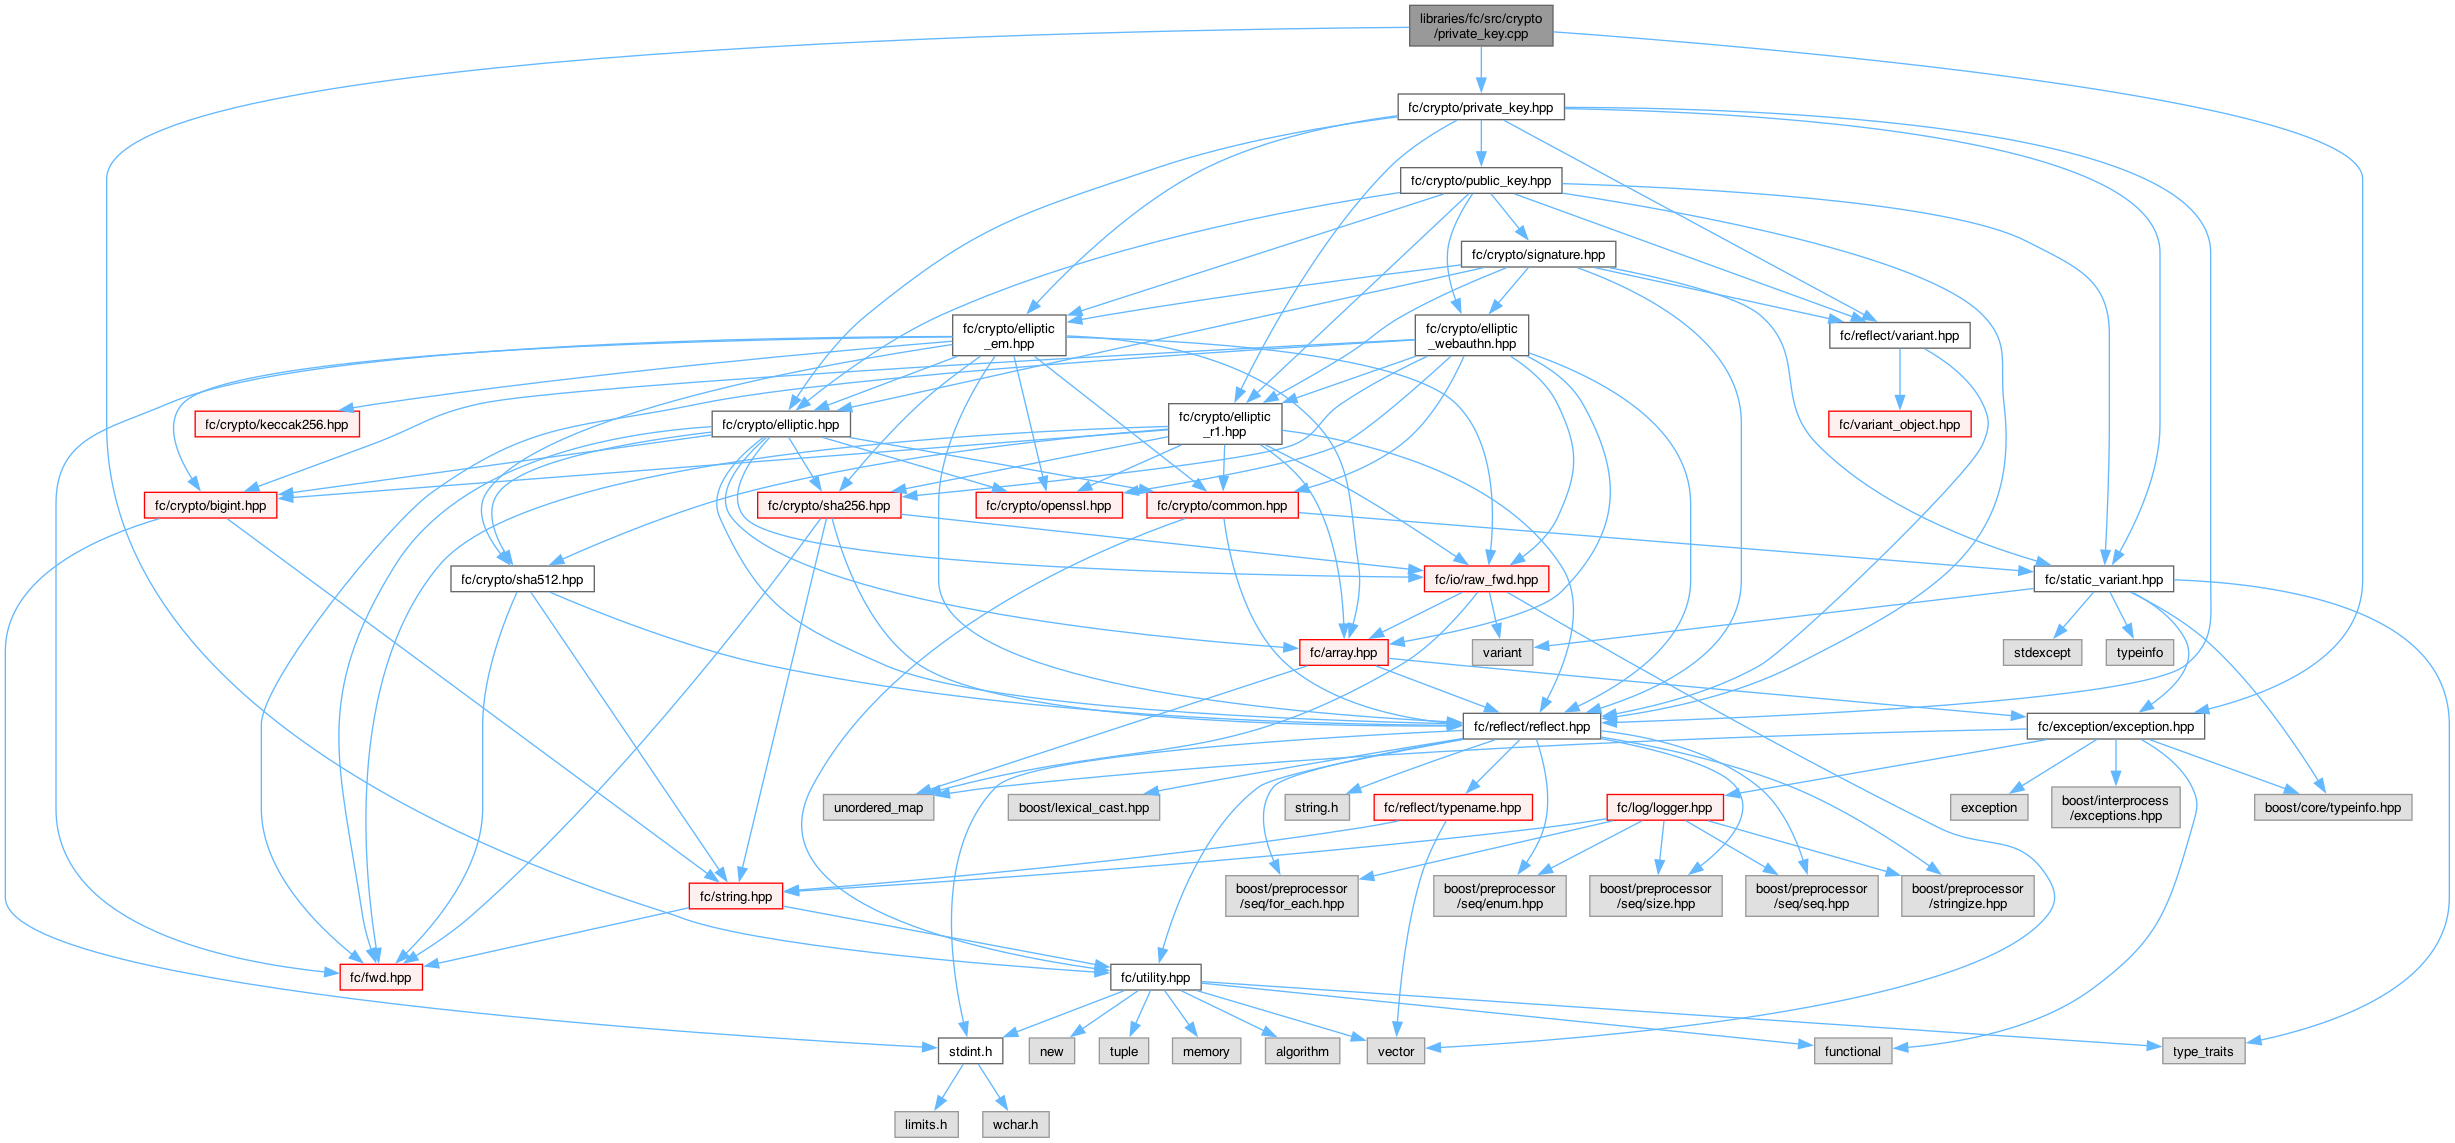 libraries/fc/src/crypto
/private_key.cpp
fc/crypto/private_key.hpp
fc/crypto/public_key.hpp
fc/crypto/signature.hpp
fc/crypto/elliptic
_em.hpp
fc/crypto/elliptic
_webauthn.hpp
fc/reflect/variant.hpp
fc/crypto/keccak256.hpp
fc/crypto/elliptic.hpp
fc/crypto/elliptic
_r1.hpp
fc/variant_object.hpp
fc/crypto/bigint.hpp
fc/crypto/sha256.hpp
fc/crypto/openssl.hpp
fc/crypto/common.hpp
fc/crypto/sha512.hpp
fc/io/raw_fwd.hpp
fc/static_variant.hpp
fc/array.hpp
variant
stdexcept
typeinfo
fc/reflect/reflect.hpp
fc/exception/exception.hpp
unordered_map
boost/lexical_cast.hpp
string.h
fc/reflect/typename.hpp
fc/log/logger.hpp
exception
boost/interprocess
/exceptions.hpp
boost/core/typeinfo.hpp
fc/string.hpp
boost/preprocessor
/seq/for_each.hpp
boost/preprocessor
/seq/enum.hpp
boost/preprocessor
/seq/size.hpp
boost/preprocessor
/seq/seq.hpp
boost/preprocessor
/stringize.hpp
fc/fwd.hpp
fc/utility.hpp
stdint.h
new
tuple
memory
algorithm
vector
functional
type_traits
limits.h
wchar.h